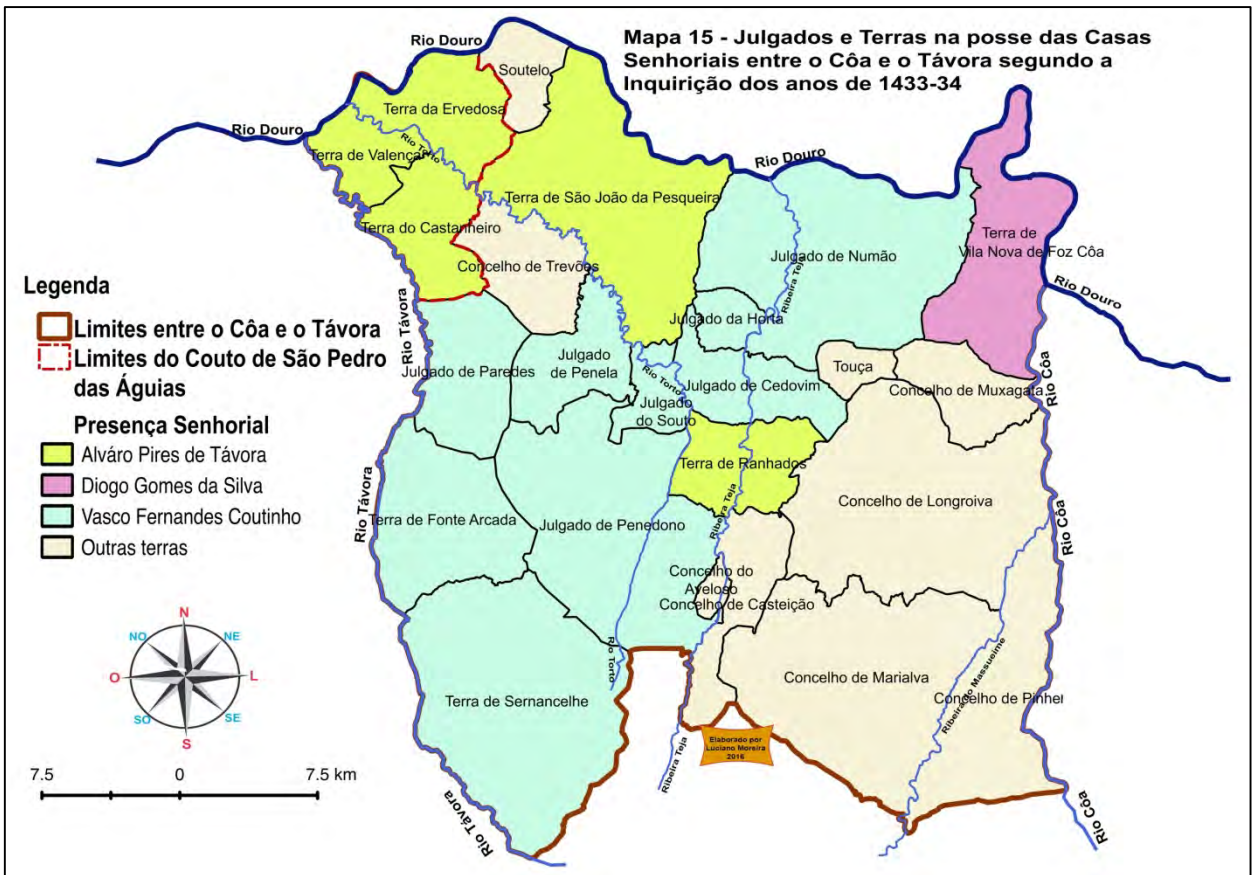 Mapa 15 - Julgados e Terras na posse das Casas
Senhoriais entre o Côa e o Távora segundo a
Inquirição dos anos de 1433-34
Rio Douro
Soutelo
Terra da Ervedosa
Rio Douro
Rio Torto
Terra de Valença
Rio Douro
Terra de São João da Pesqueira
Terra do Castanheiro
Terra de
Vila Nova de Foz Côa
Julgado de Numão
Ribeira Teja
Concelho de Trevões
Rio Douro
Legenda
Limites entre o Côa e o Távora
Limites do Couto de São Pedro
das Águias
Presença Senhorial
Alváro Pires de Távora
Diogo Gomes da Silva
Vasco Fernandes Coutinho
Outras terras
Rio Távora
Julgado da Horta
Julgado de Paredes
Julgado
de Penela
Rio Torto
Julgado de Cedovim
Touça
Concelho de Muxagata
Rio Côa
Julgado
do Souto
Terra de Ranhados
Concelho de Longroiva
Rio Távora
Terra de Fonte Arcada
Julgado de Penedono
Ribeira Teja
Rio Côa
Concelho do
Aveloso
Concelho de Casteição
N
NO
NE
O
L
SO
SE
S
Rio Torto
Terra de Sernancelhe
Concelho de Marialva
Ribeira do Massueime
Concelho de Pinhel
Elaborado por
Luciano Moreira
2016
Ribeira Teja
7.5
0
7.5 km
Rio Távora
Rio Côa